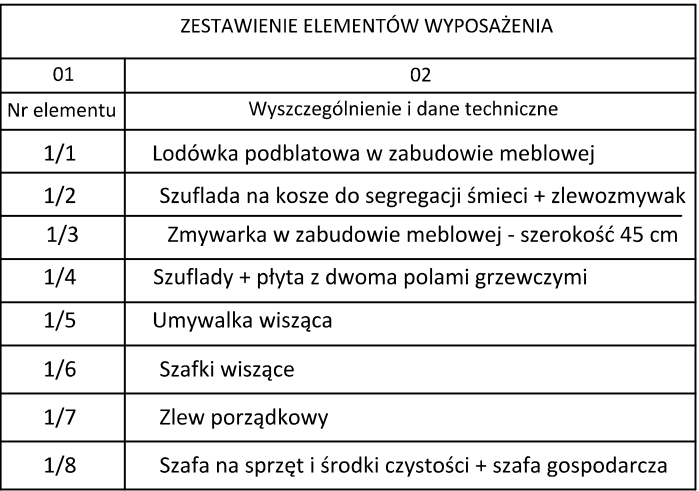 ZESTAWIENIE ELEMENTÓW WYPOSAŻENIA
01 02
Nr elementu Wyszczególnienie i dane techniczne
1/1 Lodówka podblatowa w zabudowie meblowej
1/2 Szuflada na kosze do segregacji śmieci + zlewozmywak
1/3 Zmywarka w zabudowie meblowej - szerokość 45 cm
1/4 Szuflady + płyta z dwoma polami grzewczymi
1/5 Umywalka wisząca
1/6 Szafki wiszące
1/7 Zlew porządkowy
1/8 Szafa na sprzęt i środki czystości + szafa gospodarcza